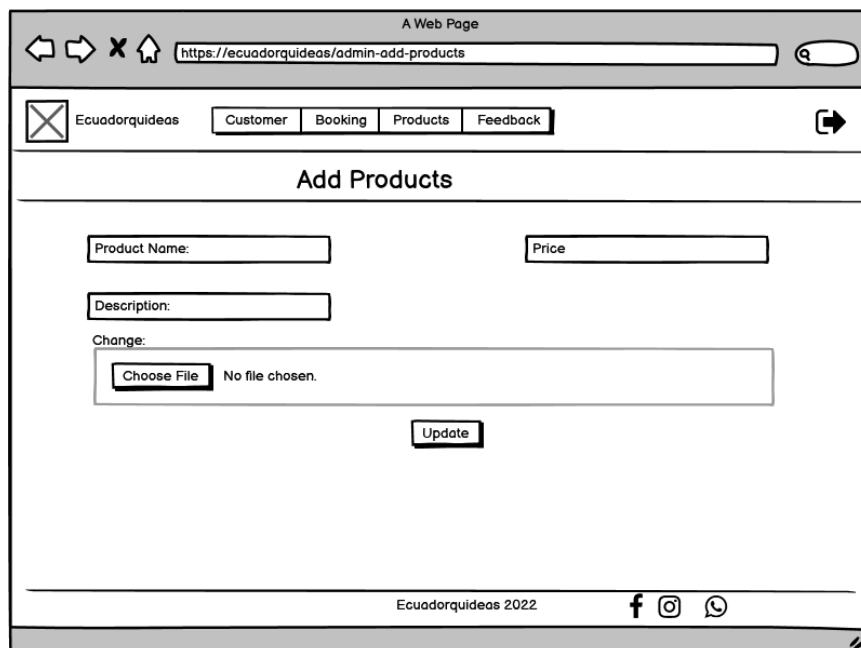 A Web Page
https://ecuadorquideas/admin-add-products
Ecuadorquideas Customer Booking Products Feedback
Add Products
Product Name: Price
Description:
Change:
Choose File No file chosen.
Update
Ecuadorquideas 2022